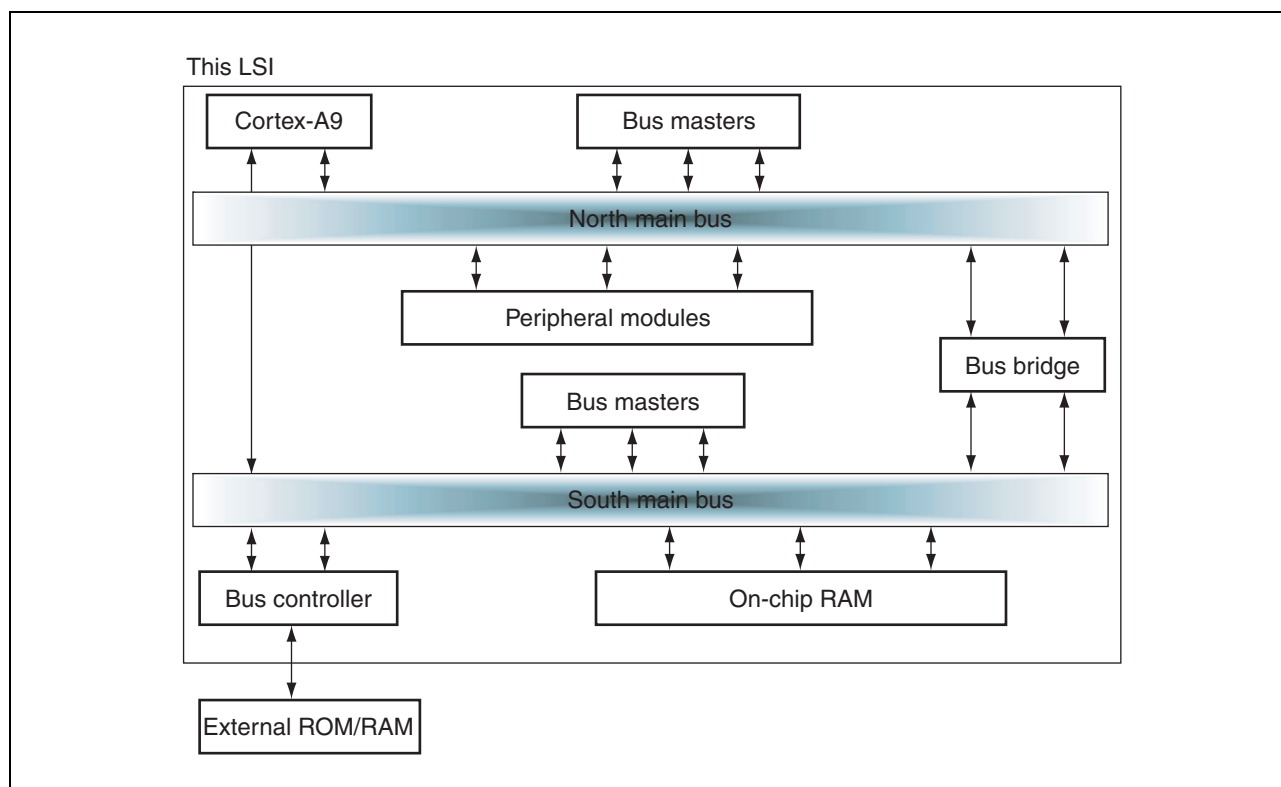 This LSI
Cortex-A9
Bus masters
North main bus
Peripheral modules
Bus bridge
Bus masters
South main bus
Bus controller
On-chip RAM
External ROM/RAM